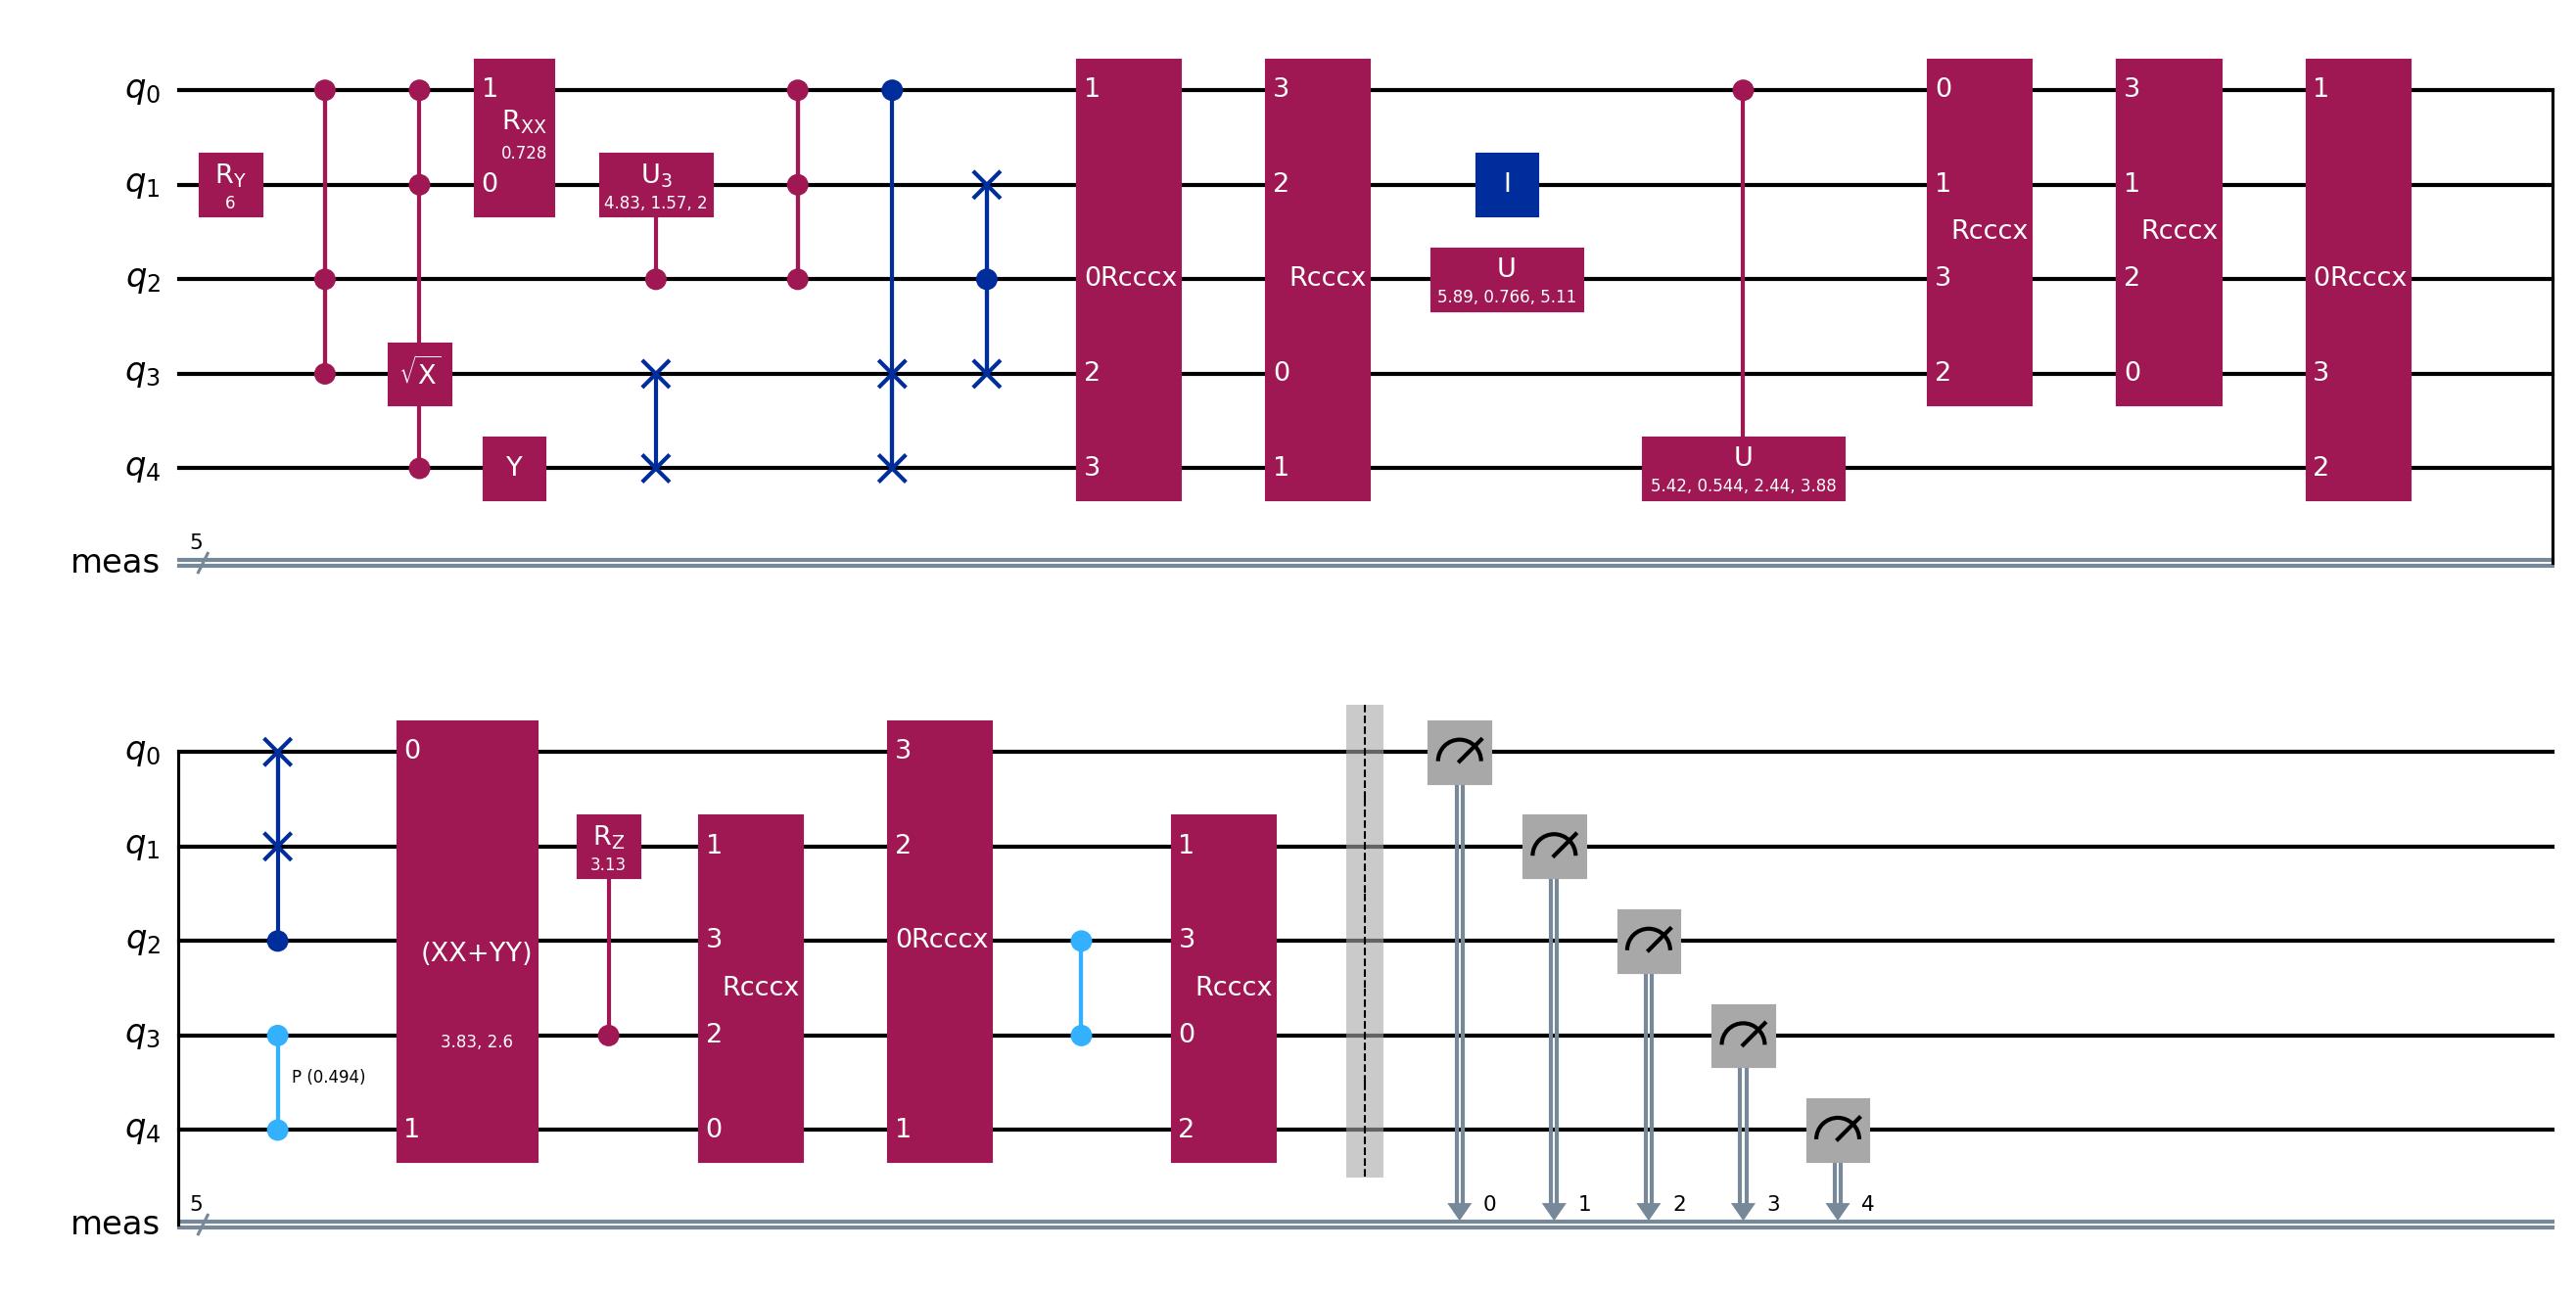 q0 1 1 3 0 3 1
RXX
0.728
q1 RY 0 U3 2 I 1 1
6 4.83, 1.57, 2
Rcccx Rcccx
q2 0Rcccx Rcccx U 3 2 0Rcccx
5.89, 0.766, 5.11
q3 √X 2 0 2 0 3
q4 Y 3 1 U 2
5.42, 0.544, 2.44, 3.88
5
meas
q0 0 3
q1 RZ 1 2 1
3.13
q2 (XX+YY) 3 0Rcccx 3
Rcccx Rcccx
q3 2 0
3.83, 2.6
P (0.494)
q4 1 0 1 2
5 0 1 2 3 4
meas